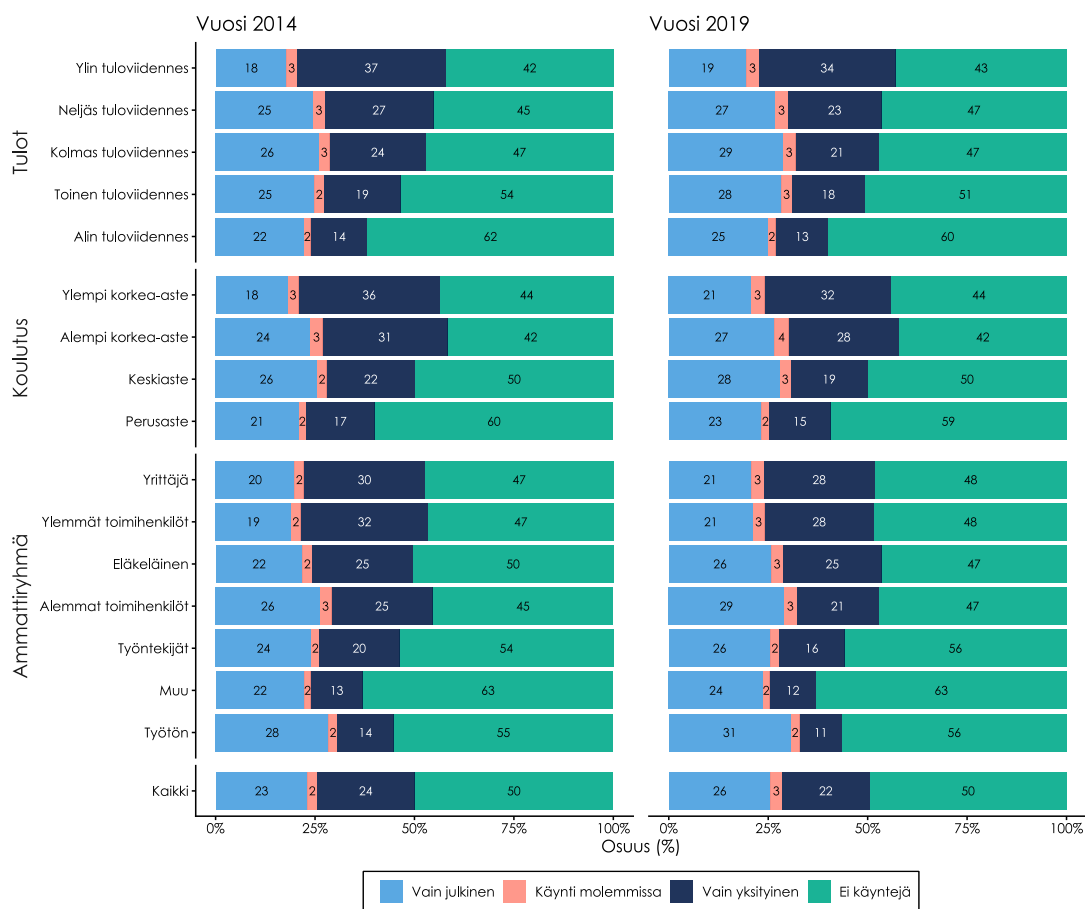 Vuosi 2014
Vuosi 2019
Tulot
Ylin tuloviidennes 18 3 37 42 19 3 34 43
Neljäs tuloviidennes 25 3 27 45 27 3 23 47
Kolmas tuloviidennes 26 3 24 47 29 3 21 47
Toinen tuloviidennes 25 2 19 54 28 3 18 51
Alin tuloviidennes 22 2 14 62 25 2 13 60
Koulutus
Ylempi korkea-aste 18 3 36 44 21 3 32 44
Alempi korkea-aste 24 3 31 42 27 4 28 42
Keskiaste 26 2 22 50 28 3 19 50
Perusaste 21 2 17 60 23 2 15 59
Ammattiryhmä
Yrittäjä 20 2 30 47 21 3 28 48
Ylemmät toimihenkilöt 19 2 32 47 21 3 28 48
Eläkeläinen 22 2 25 50 26 3 25 47
Alemmat toimihenkilöt 26 3 25 45 29 3 21 47
Työntekijät 24 2 20 54 26 2 16 56
Muu 22 2 13 63 24 2 12 63
Työtön 28 2 14 55 31 2 11 56
Kaikki 23 2 24 50 26 3 22 50
0% 25% 50% 75% 100% 0% 25% 50% 75% 100%
Osuus (%)
Vain julkinen Käynti molemmissa Vain yksityinen Ei käyntejä